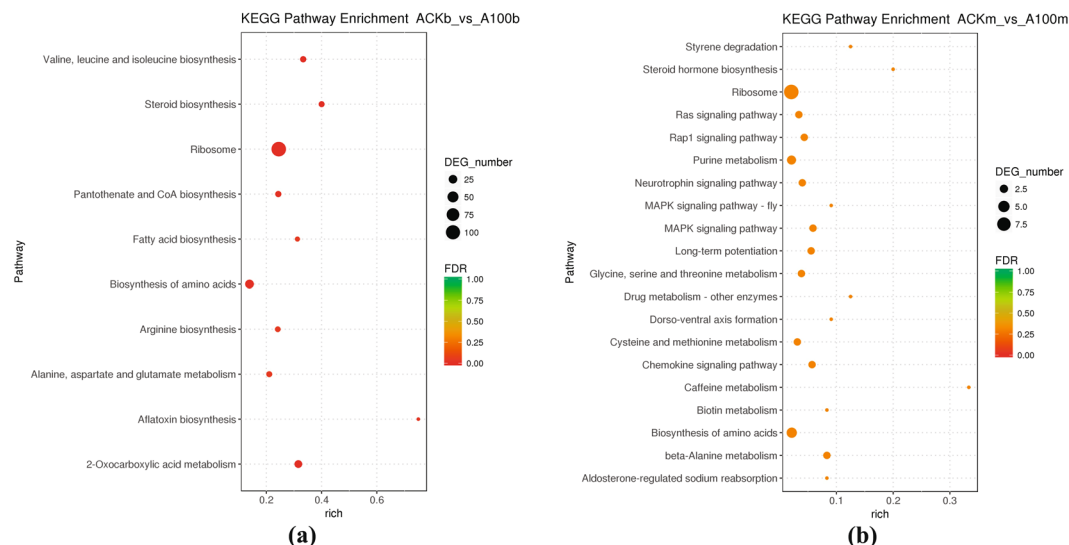 KEGG Pathway Enrichment ACKb_vs_A100b
Pathway
Valine, leucine and isoleucine biosynthesis
Steroid biosynthesis
Ribosome
Pantothenate and CoA biosynthesis
Fatty acid biosynthesis
Biosynthesis of amino acids
Arginine biosynthesis
Alanine, aspartate and glutamate metabolism
Aflatoxin biosynthesis
2-Oxocarboxylic acid metabolism
0.2 0.4 0.6
rich
DEG_number
25
50
75
100
FDR
1.00
0.75
0.50
0.25
0.00
(a)
KEGG Pathway Enrichment ACKm_vs_A100m
Pathway
Styrene degradation
Steroid hormone biosynthesis
Ribosome
Ras signaling pathway
Rap1 signaling pathway
Purine metabolism
Neurotrophin signaling pathway
MAPK signaling pathway - fly
MAPK signaling pathway
Long-term potentiation
Glycine, serine and threonine metabolism
Drug metabolism - other enzymes
Dorso-ventral axis formation
Cysteine and methionine metabolism
Chemokine signaling pathway
Caffeine metabolism
Biotin metabolism
Biosynthesis of amino acids
beta-Alanine metabolism
Aldosterone-regulated sodium reabsorption
0.1 0.2 0.3
rich
DEG_number
2.5
5.0
7.5
FDR
1.00
0.75
0.50
0.25
0.00
(b)